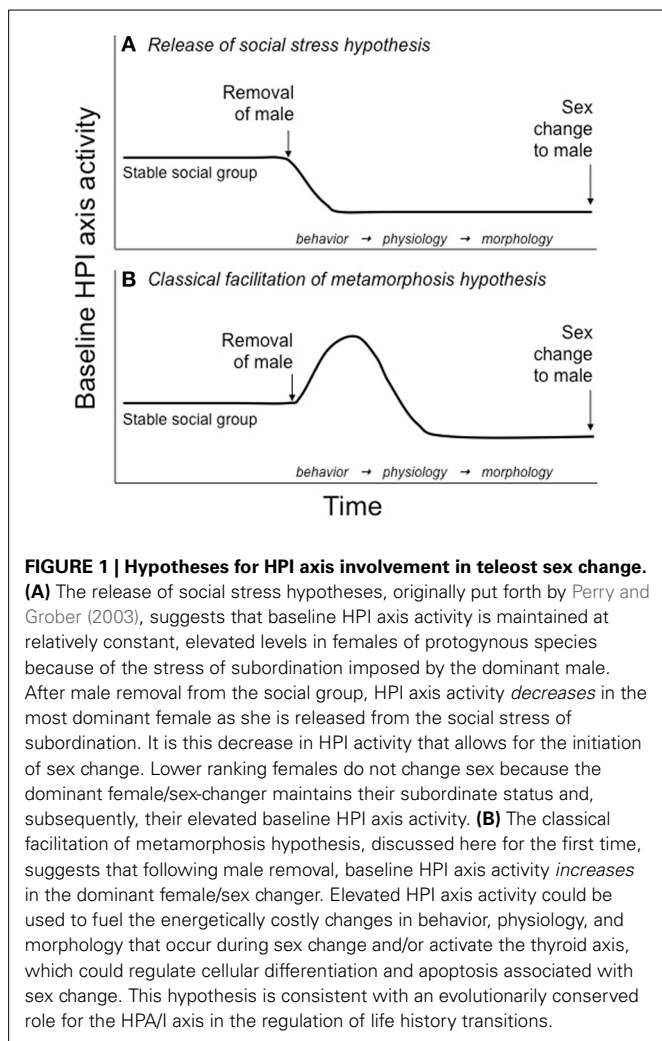 A Release of social stress hypothesis
Removal
of male
Sex
change
to male
Stable social group
behavior → physiology → morphology
B Classical facilitation of metamorphosis hypothesis
Removal
of male
Sex
change
to male
Stable social group
behavior → physiology → morphology
Baseline HPI axis activity
Time
FIGURE 1 | Hypotheses for HPI axis involvement in teleost sex change.
(A) The release of social stress hypotheses, originally put forth by Perry and
Grober (2003), suggests that baseline HPI axis activity is maintained at
relatively constant, elevated levels in females of protogynous species
because of the stress of subordination imposed by the dominant male.
After male removal from the social group, HPI axis activity decreases in the
most dominant female as she is released from the social stress of
subordination. It is this decrease in HPI activity that allows for the initiation
of sex change. Lower ranking females do not change sex because the
dominant female/sex-changer maintains their subordinate status and,
subsequently, their elevated baseline HPI axis activity. (B) The classical
facilitation of metamorphosis hypothesis, discussed here for the first time,
suggests that following male removal, baseline HPI axis activity increases
in the dominant female/sex changer. Elevated HPI axis activity could be
used to fuel the energetically costly changes in behavior, physiology, and
morphology that occur during sex change and/or activate the thyroid axis,
which could regulate cellular differentiation and apoptosis associated with
sex change. This hypothesis is consistent with an evolutionarily conserved
role for the HPA/I axis in the regulation of life history transitions.